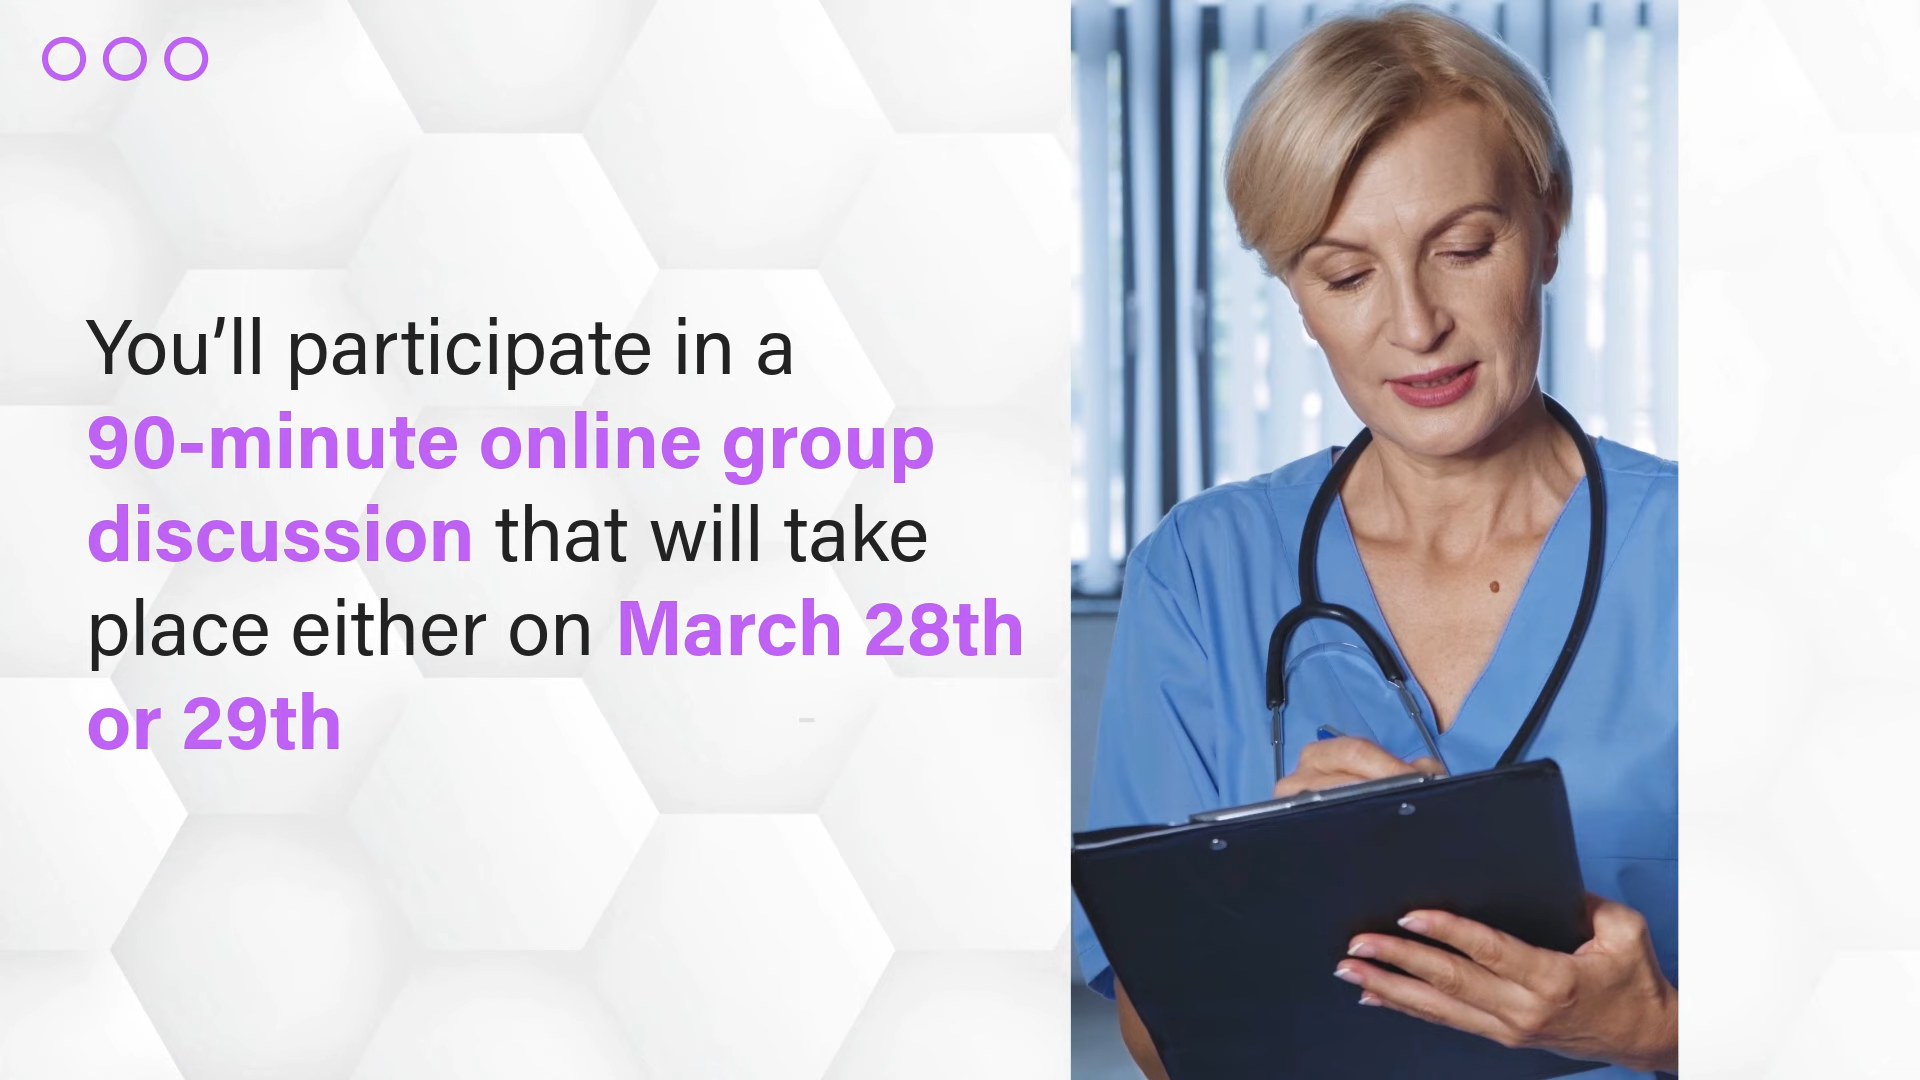 You’ll participate in a
90-minute online group
discussion that will take
place either on March 28th
or 29th